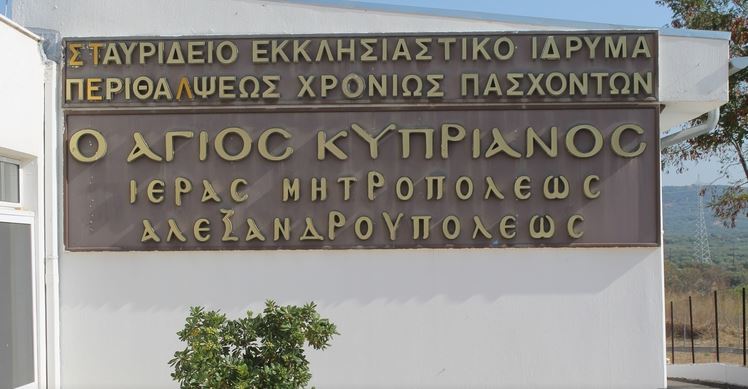 ΣΤΑΥΡΙΔΕΙΟ ΕΚΚΛΗΣΙΑΣΤΙΚΟ ΙΔΡΥΜΑ
ΠΕΡΙΘΑΛΨΕΩΣ ΧΡΟΝΙΩΣ ΠΑΣΧΟΝΤΩΝ
Ο ΑΓΙΟΣ ΚΥΠΡΙΑΝΟΣ
ΙΕΡΑΣ ΜΗΤΡΟΠΟΛΕΩΣ
ΑΛΕΞΑΝΔΡΟΥΠΟΛΕΩΣ